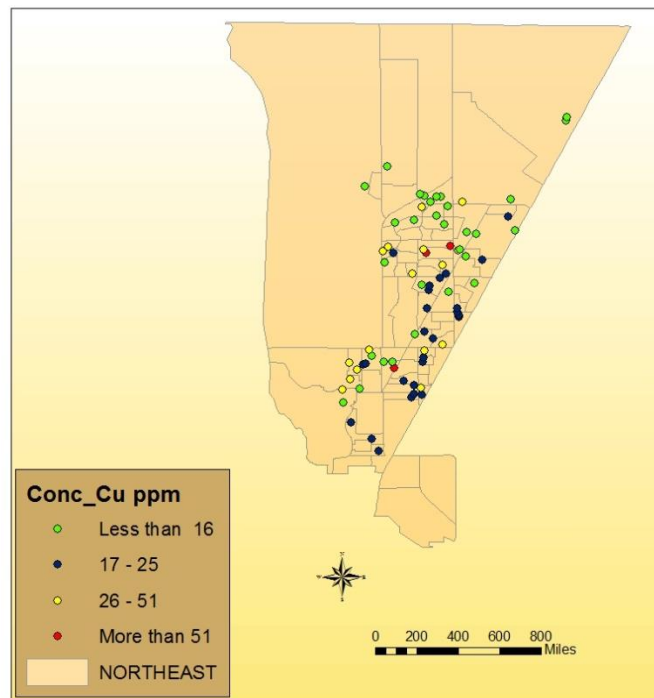 Conc_Cu ppm
Less than 16
17 - 25
26 - 51
More than 51
NORTHEAST
0 100 200 400 600 800
Miles